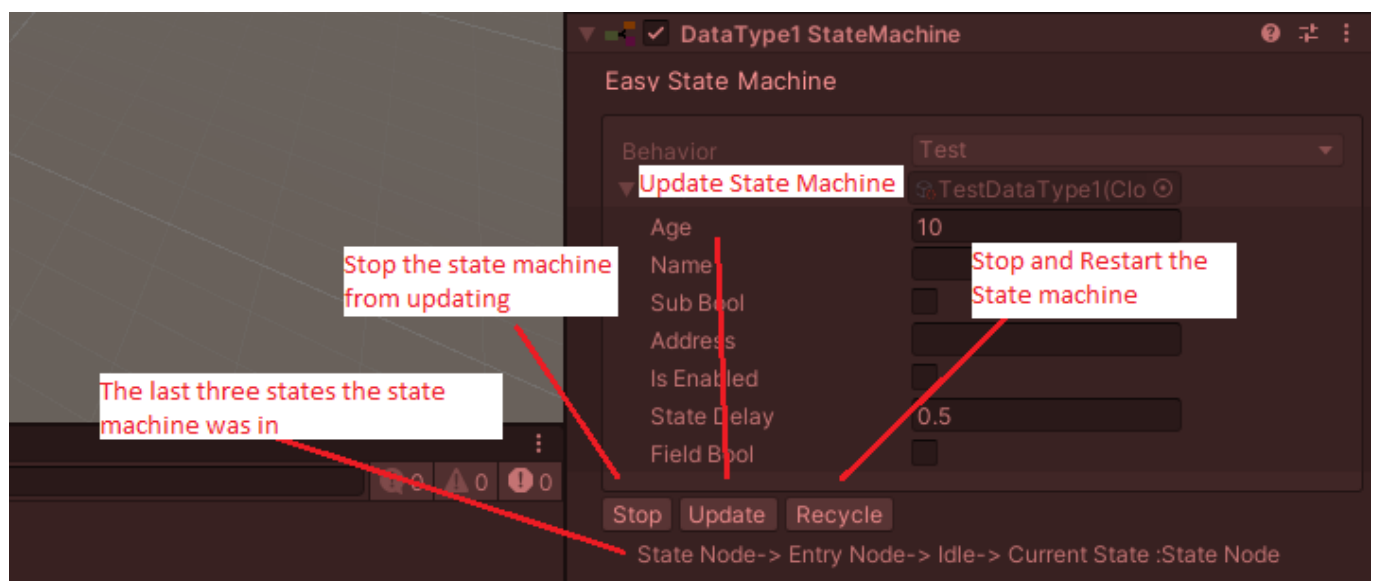 DataType1 StateMachine
Easy State Machine
Behavior Test
Update State Machine TestDataType1(Clo
Age 10
Stop the state machine
from updating
Name
Stop and Restart the
State machine
Sub Bool
Address
Is Enabled
The last three states the state
machine was in
State Delay 0.5
Field Bool
0 0 0
Stop Update Recycle
State Node-> Entry Node-> Idle-> Current State :State Node